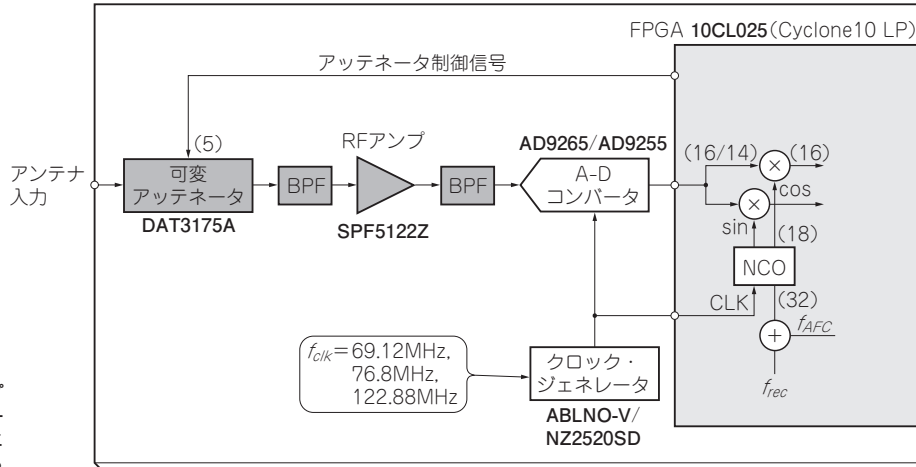 FPGA 10CL025(Cyclone10 LP)
アッテネータ制御信号
(5)
RFアンプ
AD9265/AD9255
(16/14)
(16)
アンテナ
入力
可変
アッテネータ
BPF
BPF
A-D
コンバータ
cos
DAT3175A
SPF5122Z
sin
(18)
NCO
CLK
(32)
fAFC
fclk=69.12MHz,
76.8MHz,
122.88MHz
クロック・
ジェネレータ
frec
ABLNO-V/
NZ2520SD